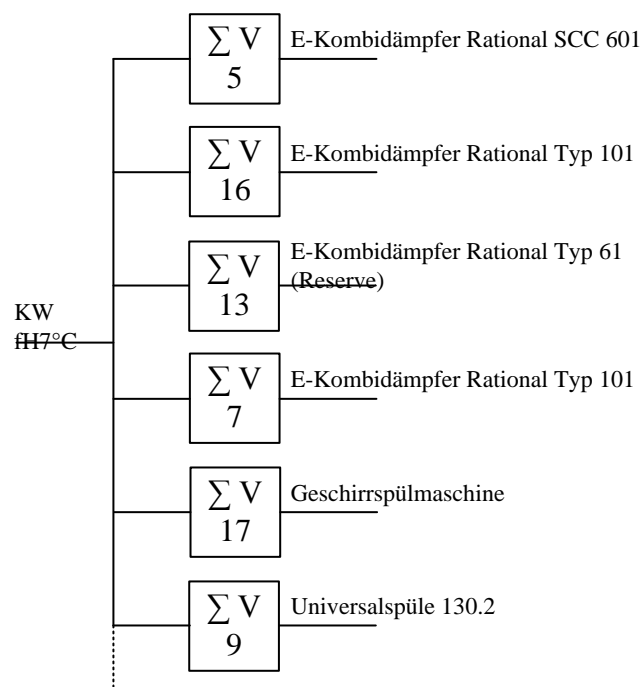 ∑ V
5
E-Kombidämpfer Rational SCC 601
∑ V
16
E-Kombidämpfer Rational Typ 101
∑ V
13
E-Kombidämpfer Rational Typ 61
(Reserve)
KW
fH7°C
∑ V
7
E-Kombidämpfer Rational Typ 101
∑ V
17
Geschirrspülmaschine
∑ V
9
Universalspüle 130.2